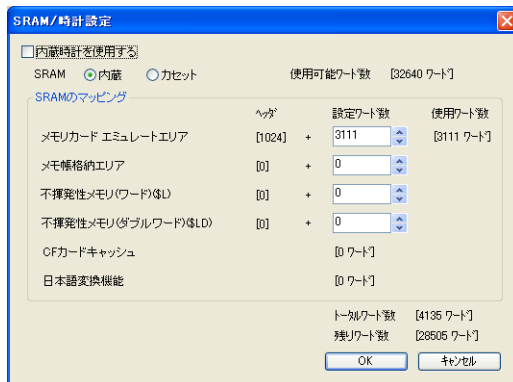 SRAM/時計設定
内蔵時計を使用する
SRAM 内蔵 カセット 使用可能ワード数 [32640 ワード]
SRAMのマッピング
ヘッダ 設定ワード数 使用ワード数
メモリカード エミュレートエリア [1024] + 3111 [3111 ワード]
メモ帳格納エリア [0] + 0
不揮発性メモリ(ワード)($L) [0] + 0
不揮発性メモリ(ダブルワード)($LD) [0] + 0
CFカードキャッシュ [0 ワード]
日本語変換機能 [0 ワード]
トータルワード数 [4135 ワード]
残りワード数 [28505 ワード]
OK キャンセル